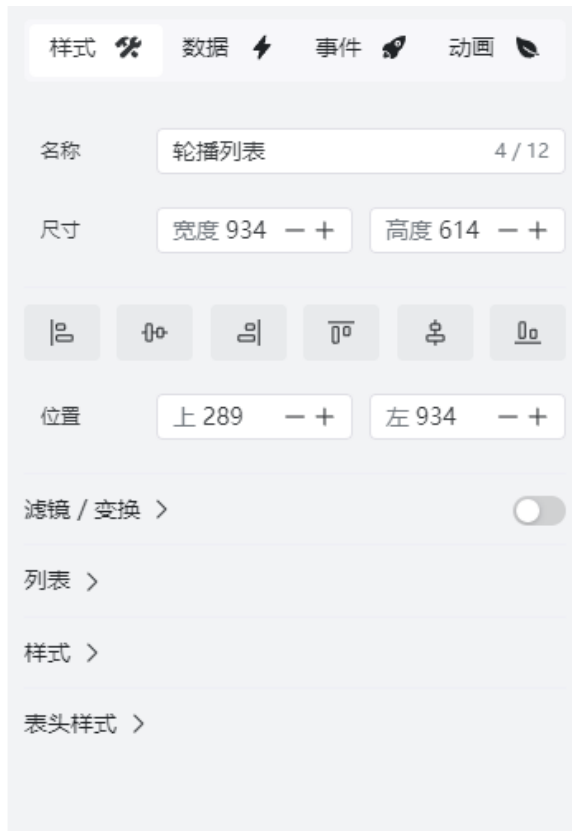 样式 数据 事件 动画
名称 轮播列表 4 / 12
尺寸 宽度 934 高度 614
位置 上 289 左 934
滤镜 / 变换
列表
样式
表头样式